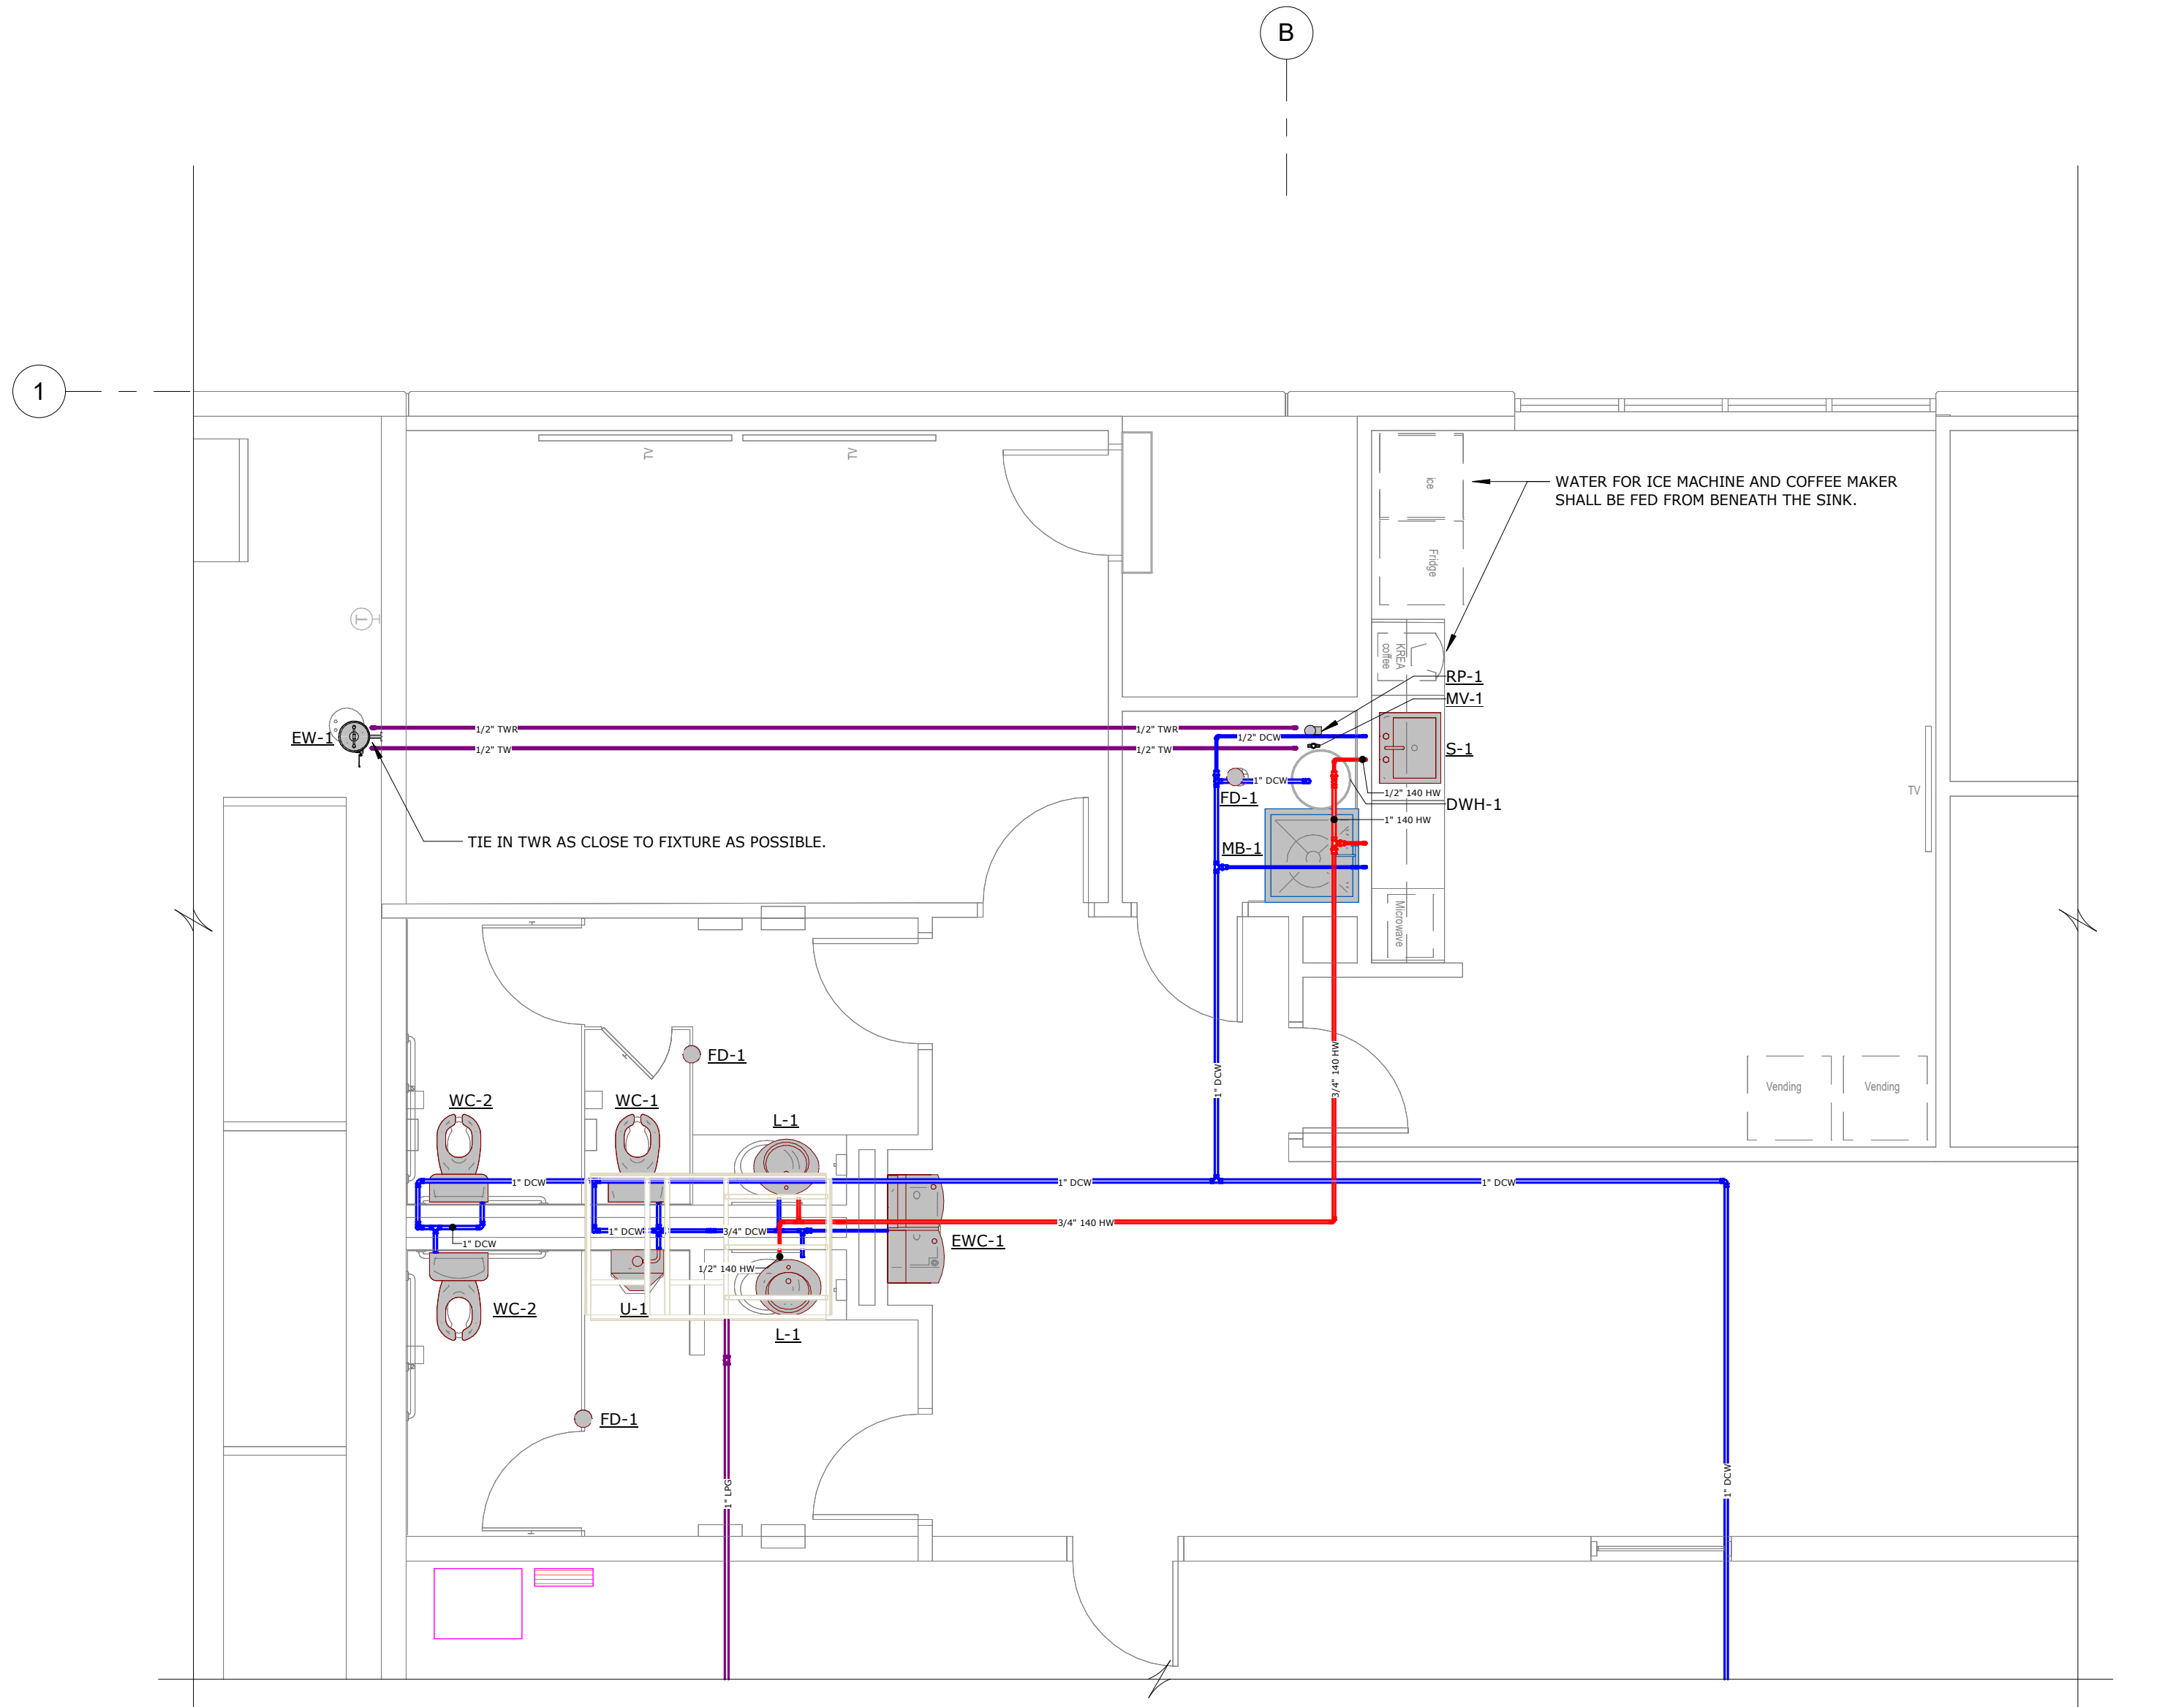 B
1
TV
TV
ice
WATER FOR ICE MACHINE AND COFFEE MAKER
SHALL BE FED FROM BENEATH THE SINK.
Fridge
T
KREA
coffee
RP-1
MV-1
1/2" TWR
1/2" TWR
EW-1
1/2" DCW
1/2" TW
1/2" TW
S-1
1" DCW
TV
1/2" 140 HW
FD-1
DWH-1
1" 140 HW
TIE IN TWR AS CLOSE TO FIXTURE AS POSSIBLE.
MB-1
Microwave
FD-1
1" DCW
3/4" 140 HW
Vending
Vending
WC-2
WC-1
L-1
1" DCW
1" DCW
1" DCW
3/4" 140 HW
1" DCW
3/4" DCW
1" DCW
EWC-1
1/2" 140 HW
WC-2
U-1
L-1
FD-1
1" LPG
1" DCW